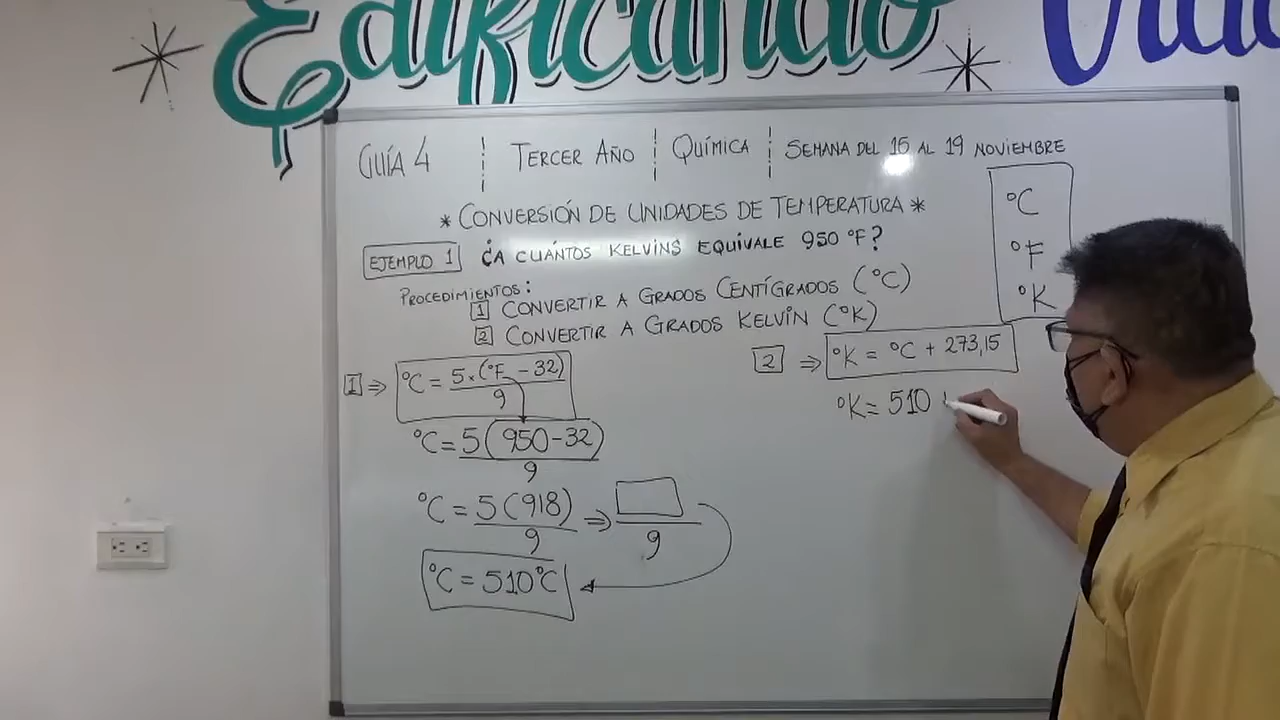 Edificando Vida
GUÍA 4 | TERCER AÑO | QUÍMICA | SEMANA DEL 15 AL 19 NOVIEMBRE
* CONVERSIÓN DE UNIDADES DE TEMPERATURA *
°C
°F
°K
EJEMPLO 1 ¿A CUÁNTOS KELVINS EQUIVALE 950 °F?
PROCEDIMIENTOS:
1 CONVERTIR A GRADOS CENTÍGRADOS (°C)
2 CONVERTIR A GRADOS KELVIN (°K)
1 ⇒ °C = 5.(°F - 32)
9
°C = 5(950-32)
9
°C = 5(918) ⇒
9 9
°C = 510°C
2 ⇒ °K = °C + 273,15
°K = 510